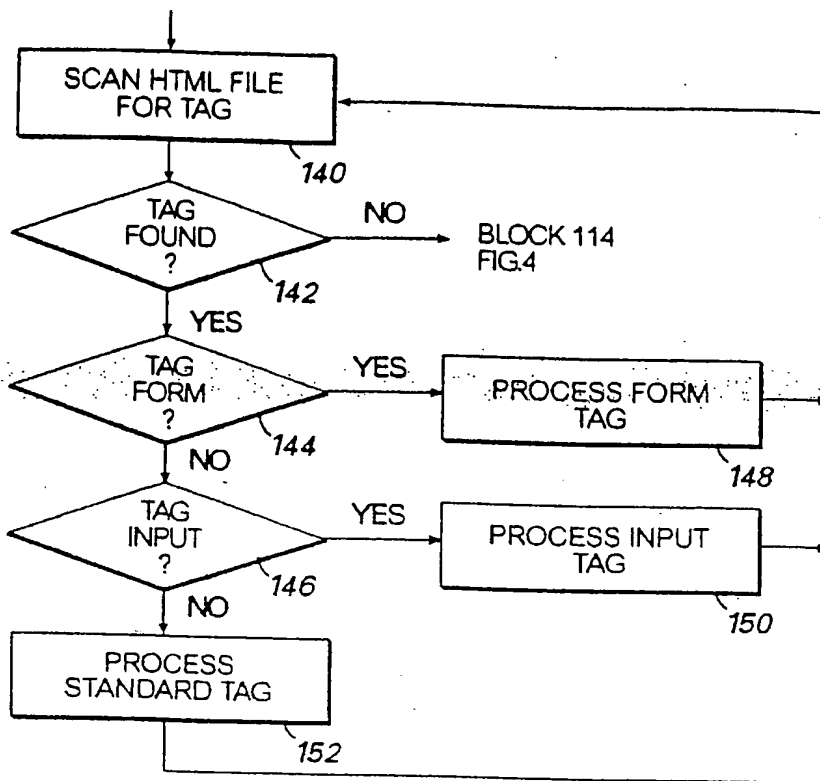 SCAN HTML FILE
FOR TAG
140
TAG
FOUND
?
142
NO
BLOCK 114
FIG.4
YES
TAG
FORM
?
144
YES
PROCESS FORM
TAG
148
NO
TAG
INPUT
?
146
YES
PROCESS INPUT
TAG
150
NO
PROCESS
STANDARD TAG
152